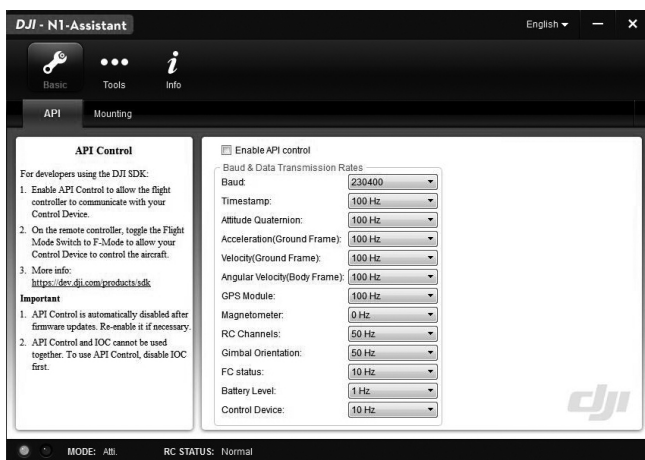 DJI - N1-Assistant
English
Basic
Tools
Info
API
Mounting
API Control
For developers using the DJI SDK:
1. Enable API Control to allow the flight
controller to communicate with your
Control Device.
2. On the remote controller, toggle the Flight
Mode Switch to F-Mode to allow your
Control Device to control the aircraft.
3. More info:
https://dev.dji.com/products/sdk
Important
1. API Control is automatically disabled after
firmware updates. Re-enable it if necessary.
2. API Control and IOC cannot be used
together. To use API Control, disable IOC
first.
Enable API control
Baud & Data Transmission Rates
Baud: 230400
Timestamp: 100 Hz
Attitude Quaternion: 100 Hz
Acceleration(Ground Frame): 100 Hz
Velocity(Ground Frame): 100 Hz
Angular Velocity(Body Frame): 100 Hz
GPS Module: 100 Hz
Magnetometer: 0 Hz
RC Channels: 50 Hz
Gimbal Orientation: 50 Hz
FC status: 10 Hz
Battery Level: 1 Hz
Control Device: 10 Hz
dji
MODE: Atti. RC STATUS: Normal